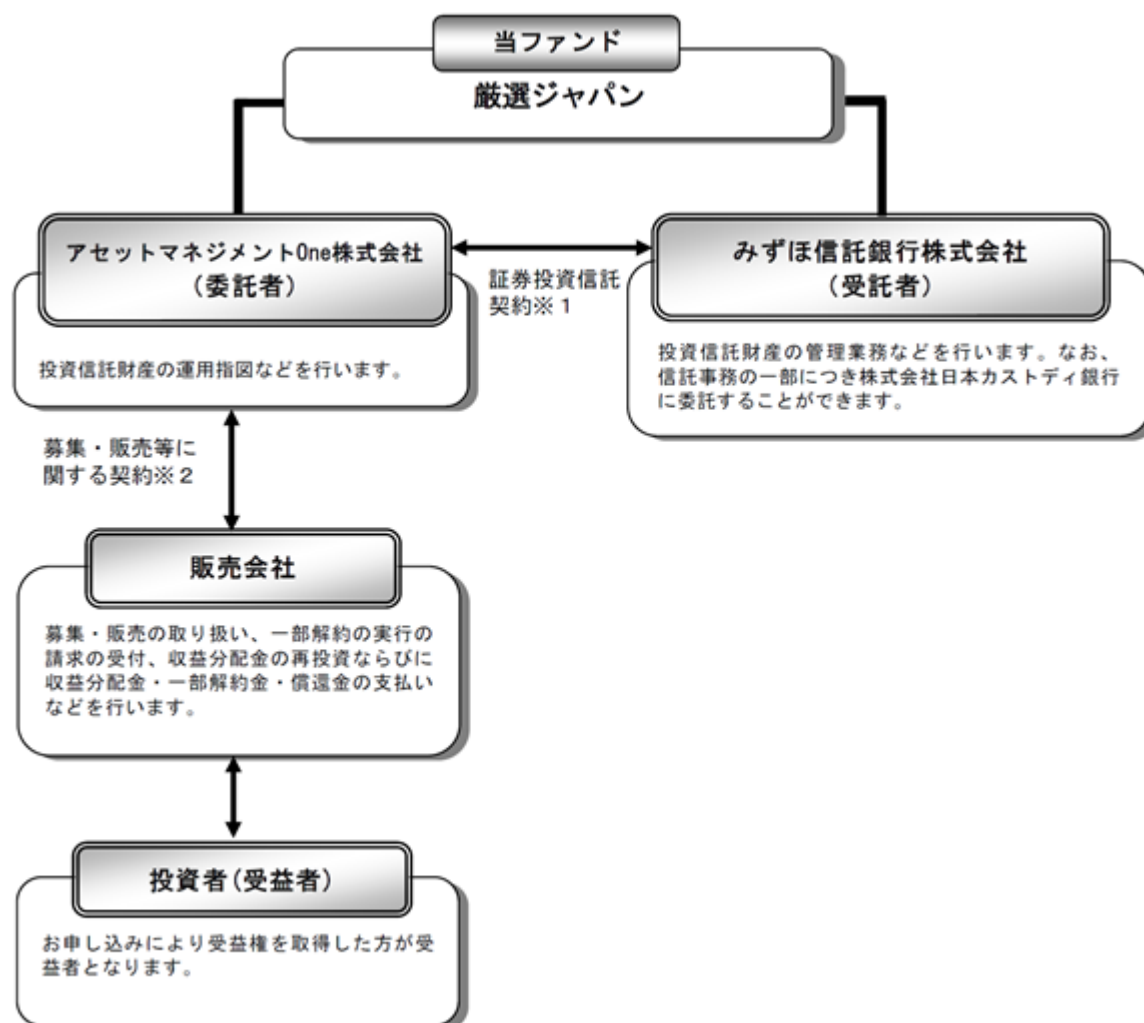 当ファンド
厳選ジャパン
アセットマネジメントOne株式会社
(委託者)
投資信託財産の運用指図などを行います。
証券投資信託
契約※1
みずほ信託銀行株式会社
(受託者)
投資信託財産の管理業務などを行います。なお、
信託事務の一部につき株式会社日本カストディ銀行
に委託することができます。
募集・販売等に
関する契約※2
販売会社
募集・販売の取り扱い、一部解約の実行の
請求の受付、収益分配金の再投資ならびに
収益分配金・一部解約金・償還金の支払い
などを行います。
投資者(受益者)
お申し込みにより受益権を取得した方が受
益者となります。